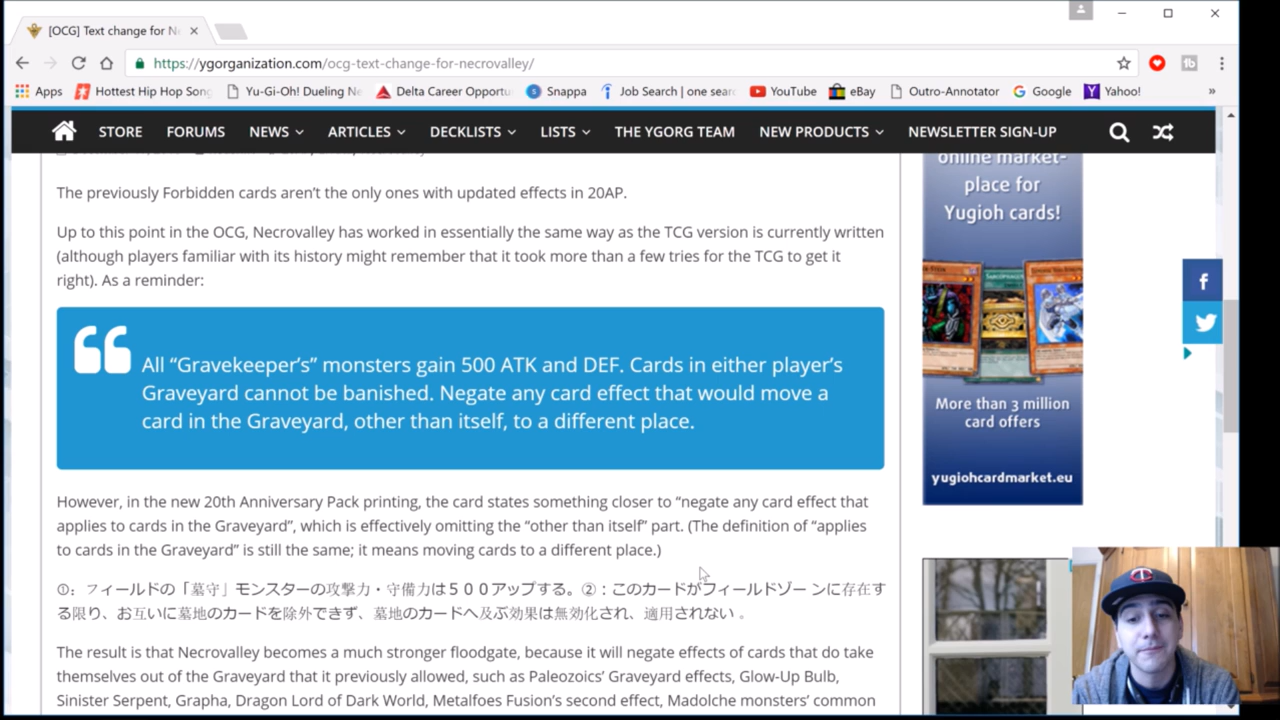 [OCG] Text change for N
https://ygorganization.com/ocg-text-change-for-necrovalley/
Apps Hottest Hip Hop Song Yu-Gi-Oh! Dueling Ne Delta Career Opportu Snappa Job Search | one sear YouTube eBay Outro-Annotator Google Yahoo! »
STORE FORUMS NEWS ARTICLES DECKLISTS LISTS THE YGORG TEAM NEW PRODUCTS NEWSLETTER SIGN-UP
The previously Forbidden cards aren't the only ones with updated effects in 20AP.
Up to this point in the OCG, Necrovalley has worked in essentially the same way as the TCG version is currently written
(although players familiar with its history might remember that it took more than a few tries for the TCG to get it
right). As a reminder:
All “Gravekeeper’s” monsters gain 500 ATK and DEF. Cards in either player’s
Graveyard cannot be banished. Negate any card effect that would move a
card in the Graveyard, other than itself, to a different place.
However, in the new 20th Anniversary Pack printing, the card states something closer to “negate any card effect that
applies to cards in the Graveyard”, which is effectively omitting the “other than itself” part. (The definition of “applies
to cards in the Graveyard” is still the same; it means moving cards to a different place.)
①：フィールドの「墓守」モンスターの攻撃力・守備力は５００アップする。②：このカードがフィールドゾーンに存在す
る限り、お互いに墓地のカードを除外できず、墓地のカードへ及ぶ効果は無効化され、適用されない 。
The result is that Necrovalley becomes a much stronger floodgate, because it will negate effects of cards that do take
themselves out of the Graveyard that it previously allowed, such as Paleozoics’ Graveyard effects, Glow-Up Bulb,
Sinister Serpent, Grapha, Dragon Lord of Dark World, Metalfoes Fusion’s second effect, Madolche monsters’ common
online market-
place for
Yugioh cards!
More than 3 million
card offers
yugiohcardmarket.eu